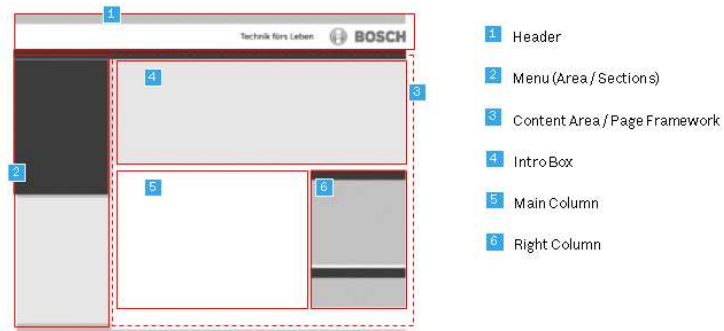 1
Technik fürs Leben BOSCH
4
3
2
5
6
1 Header
2 Menu (Area / Sections)
3 Content Area / Page Framework
4 Intro Box
5 Main Column
6 Right Column